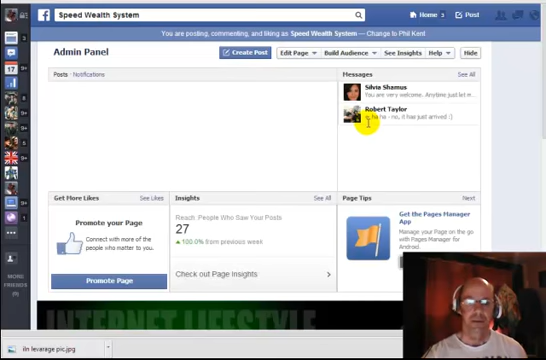 Speed Wealth System
Home 3
Post
You are posting, commenting, and liking as Speed Wealth System — Change to Phil Kent
Admin Panel
Create Post
Edit Page
Build Audience
See Insights
Help
Hide
Posts · Notifications
Messages
See All
Silvia Shamus
You are very welcome. Anytime just let m...
Robert Taylor
ha ha - no, it has just arrived :)
Get More Likes
See Likes
Insights
See All
Page Tips
Next
Promote your Page
Connect with more of the
people who matter to you.
Promote Page
Reach: People Who Saw Your Posts
27
100.0% from previous week
Check out Page Insights
Get the Pages Manager
App
Manage your Page on the go
with Pages Manager for
Android.
MORE
FRIENDS
INTERNET LIFESTYLE
iln levarage pic.jpg